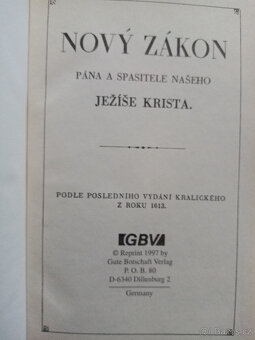 NOVÝ ZÁKON
PÁNA A SPASITELE NAŠEHO
JEŽÍŠE KRISTA.
PODLE POSLEDNÍHO VYDÁNÍ KRALICKÉHO
Z ROKU 1613.
GBV
© Reprint 1997 by
Gute Botschaft Verlag
P. O. B. 80
D-6340 Dillenburg 2
Germany